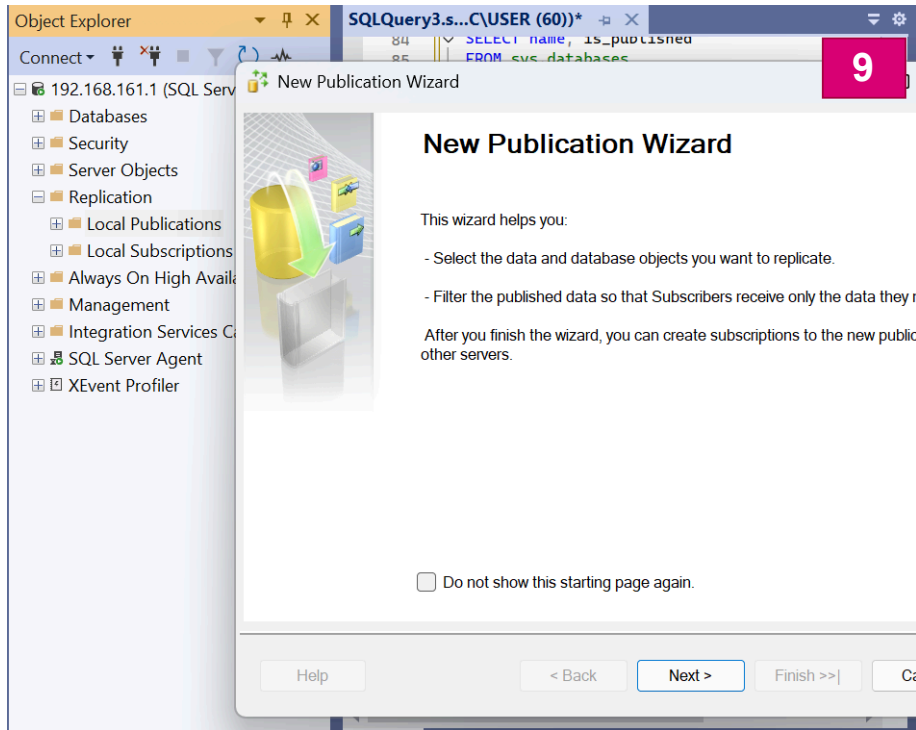 Object Explorer
Connect
192.168.161.1 (SQL Serv
Databases
Security
Server Objects
Replication
Local Publications
Local Subscriptions
Always On High Availa
Management
Integration Services Ca
SQL Server Agent
XEvent Profiler
SQLQuery3.s...C\USER (60))*
84 SELECT name, is_published
85 FROM sys.databases
9
New Publication Wizard
New Publication Wizard
This wizard helps you:
- Select the data and database objects you want to replicate.
- Filter the published data so that Subscribers receive only the data they
After you finish the wizard, you can create subscriptions to the new public
other servers.
Do not show this starting page again.
Help
< Back
Next >
Finish >>|
Ca